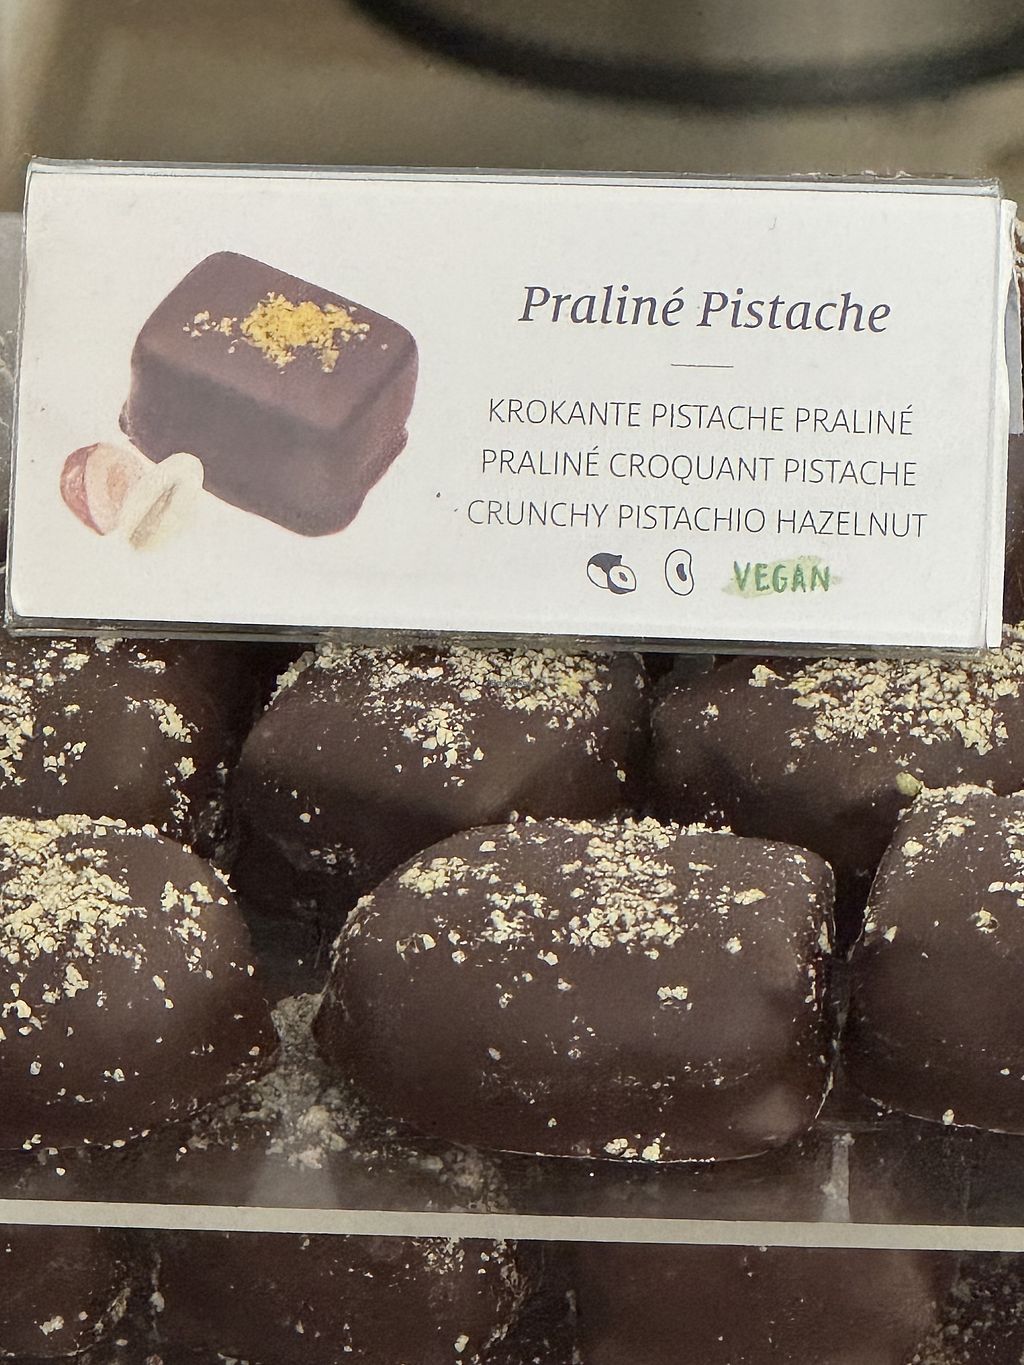 Praliné Pistache
KROKANTE PISTACHE PRALINÉ
PRALINÉ CROQUANT PISTACHE
CRUNCHY PISTACHIO HAZELNUT
VEGAN